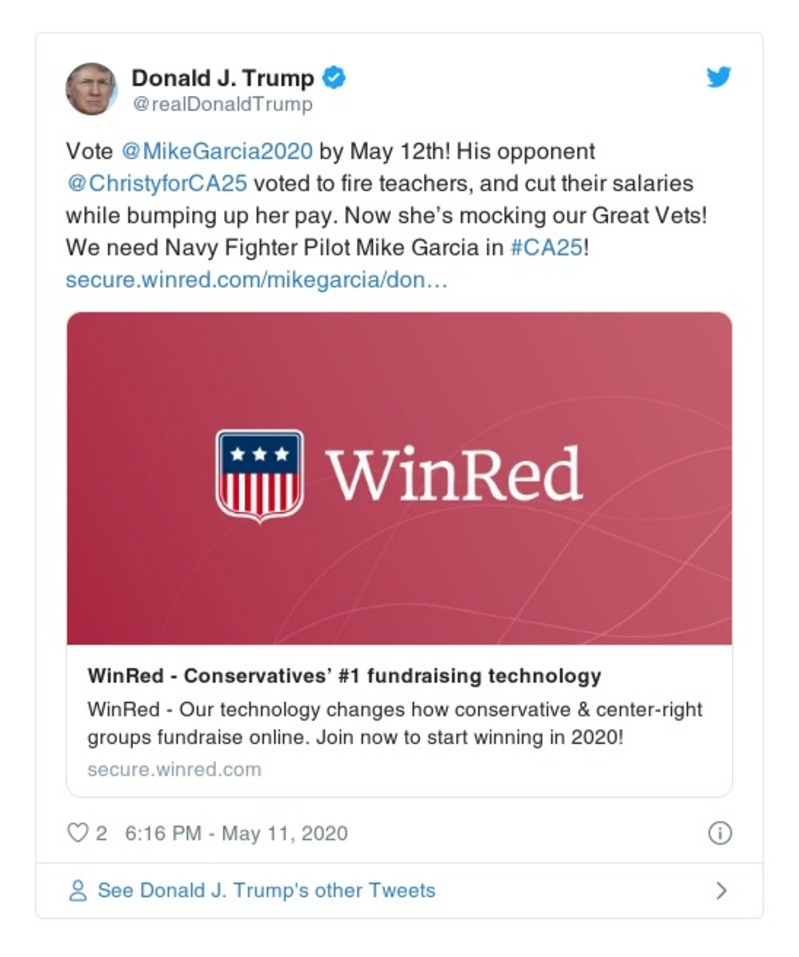 Donald J. Trump
@realDonaldTrump
Vote @MikeGarcia2020 by May 12th! His opponent
@ChristyforCA25 voted to fire teachers, and cut their salaries
while bumping up her pay. Now she’s mocking our Great Vets!
We need Navy Fighter Pilot Mike Garcia in #CA25!
secure.winred.com/mikegarcia/don…
WinRed
WinRed - Conservatives’ #1 fundraising technology
WinRed - Our technology changes how conservative & center-right
groups fundraise online. Join now to start winning in 2020!
secure.winred.com
2 6:16 PM - May 11, 2020
See Donald J. Trump's other Tweets